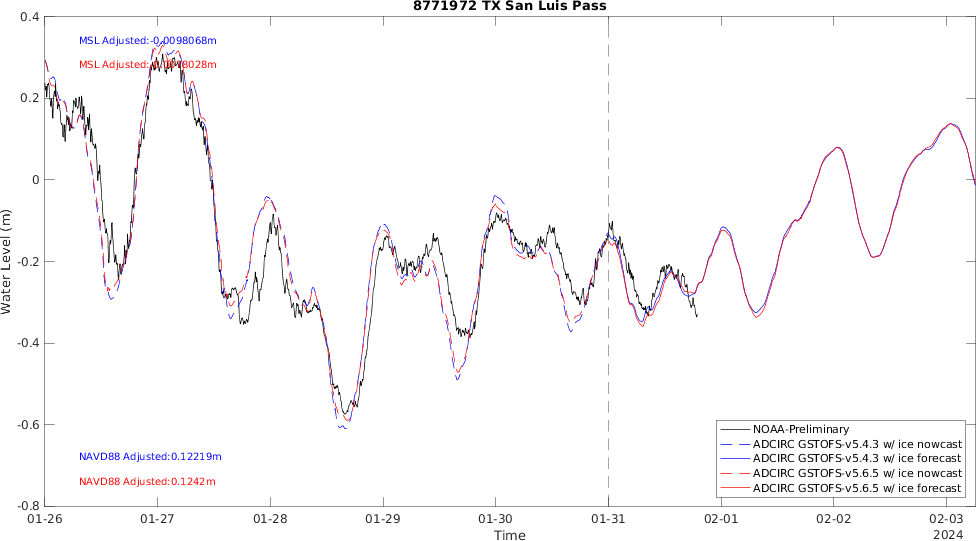 8771972 TX San Luis Pass
MSL Adjusted:-0.0098068m
MSL Adjusted:
NAVD88 Adjusted:0.12219m
NAVD88 Adjusted:0.1242m
NOAA-Preliminary
ADCIRC GSTOFS-v5.4.3 w/ ice nowcast
ADCIRC GSTOFS-v5.4.3 w/ ice forecast
ADCIRC GSTOFS-v5.6.5 w/ ice nowcast
ADCIRC GSTOFS-v5.6.5 w/ ice forecast
Water Level (m)
0.4
0.2
0
-0.2
-0.4
-0.6
-0.8
01-26
01-27
01-28
01-29
01-30
01-31
02-01
02-02
02-03
Time
2024